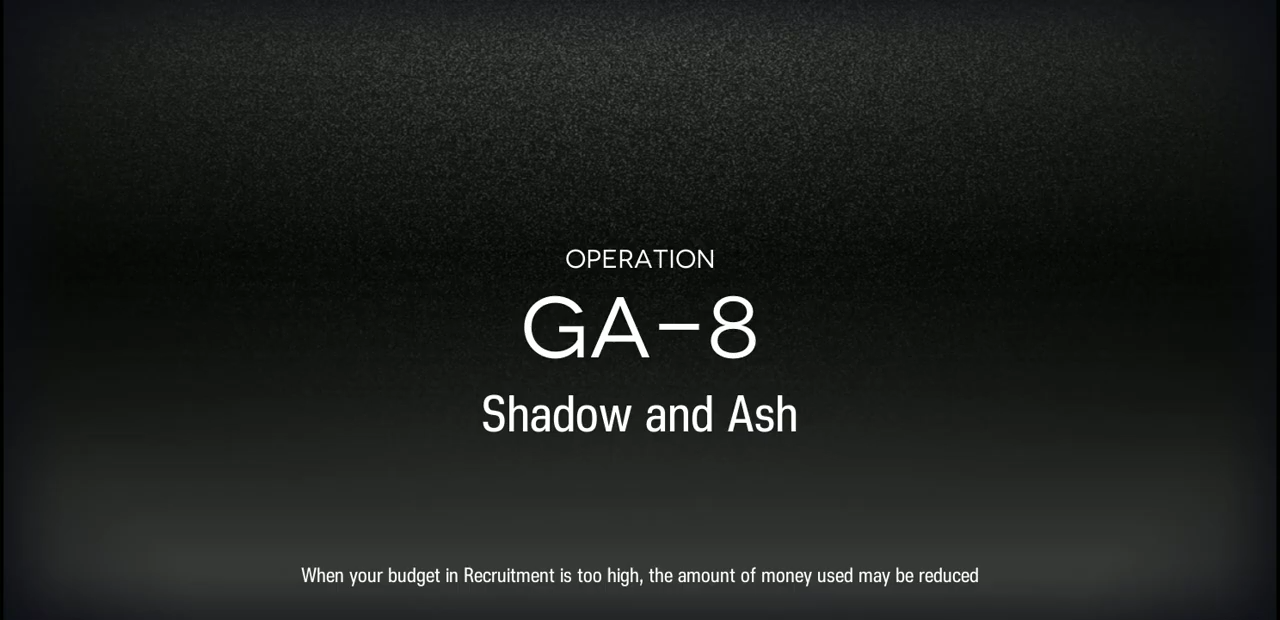 OPERATION
GA-8
Shadow and Ash
When your budget in Recruitment is too high, the amount of money used may be reduced